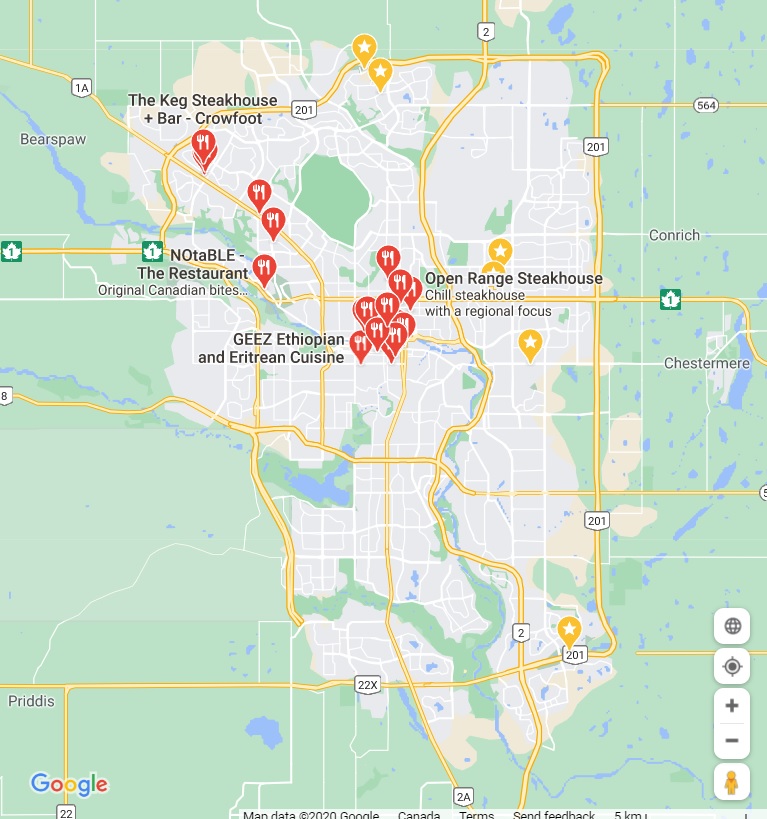 2
1A
The Keg Steakhouse
+ Bar - Crowfoot
201
564
Bearspaw
201
Conrich
1
1
NOtaBLE -
The Restaurant
Original Canadian bites...
Open Range Steakhouse
Chill steakhouse
with a regional focus
1
GEEZ Ethiopian
and Eritrean Cuisine
Chestermere
8
201
2
201
22X
Priddis
Google
2A
22
Map data ©2020 Google Canada Terms Send feedback 5 km